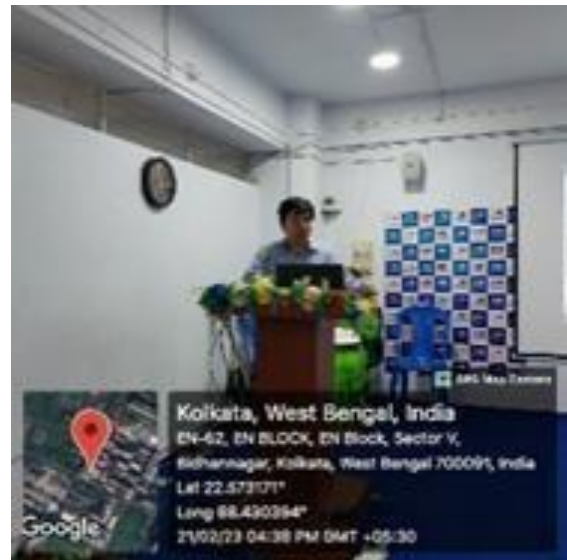 GPS Map Camera
Kolkata, West Bengal, India
EN-62, EN BLOCK, EN Block, Sector V,
Bidhannagar, Kolkata, West Bengal 700091, India
Lat 22.573171°
Long 88.430394°
21/02/23 04:38 PM GMT +05:30
Google